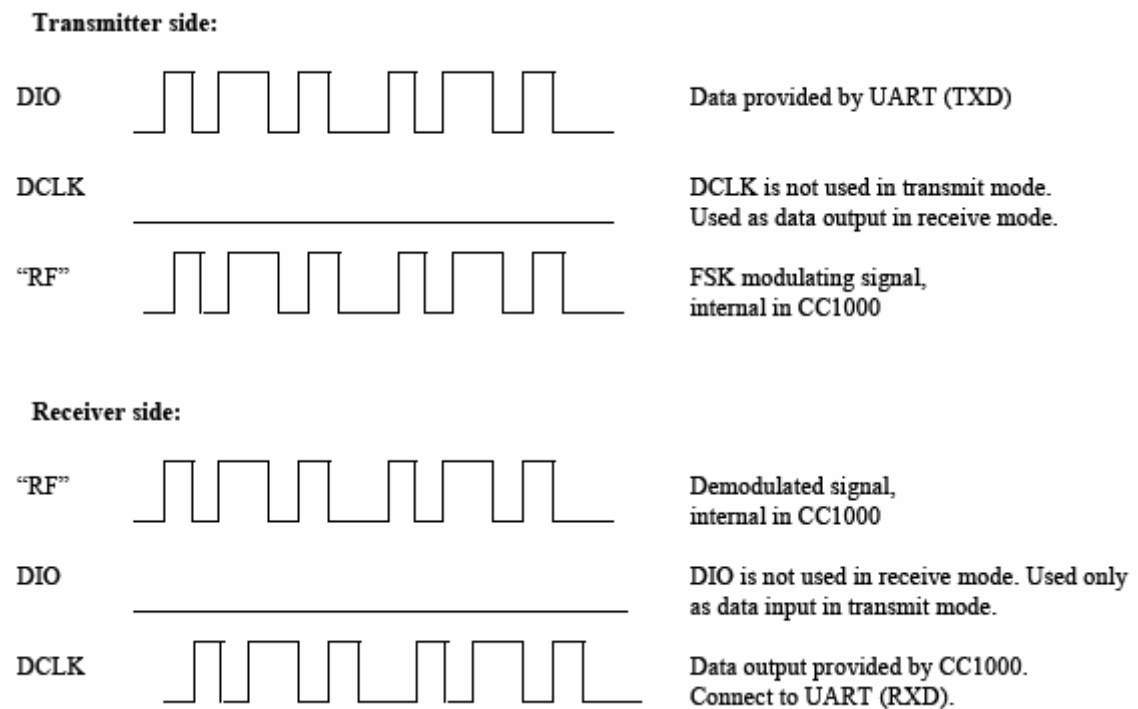 Transmitter side:
DIO
Data provided by UART (TXD)
DCLK
DCLK is not used in transmit mode.
Used as data output in receive mode.
“RF”
FSK modulating signal,
internal in CC1000
Receiver side:
“RF”
Demodulated signal,
internal in CC1000
DIO
DIO is not used in receive mode. Used only
as data input in transmit mode.
DCLK
Data output provided by CC1000.
Connect to UART (RXD).